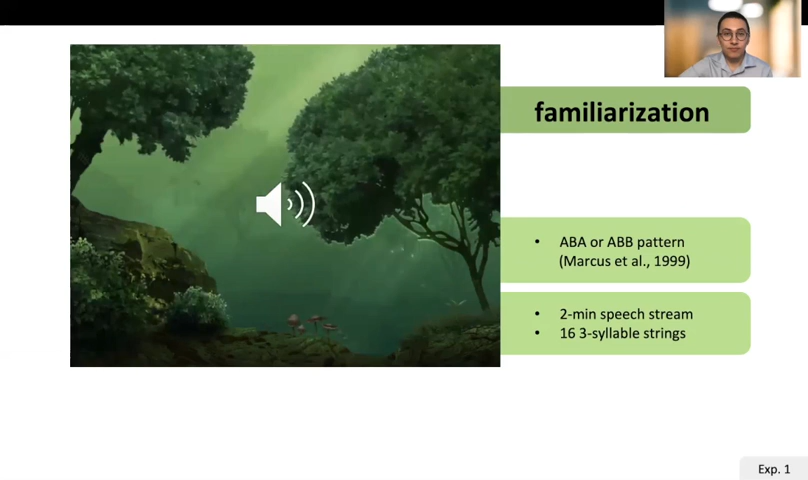 familiarization
• ABA or ABB pattern
(Marcus et al., 1999)
• 2-min speech stream
• 16 3-syllable strings
Exp. 1